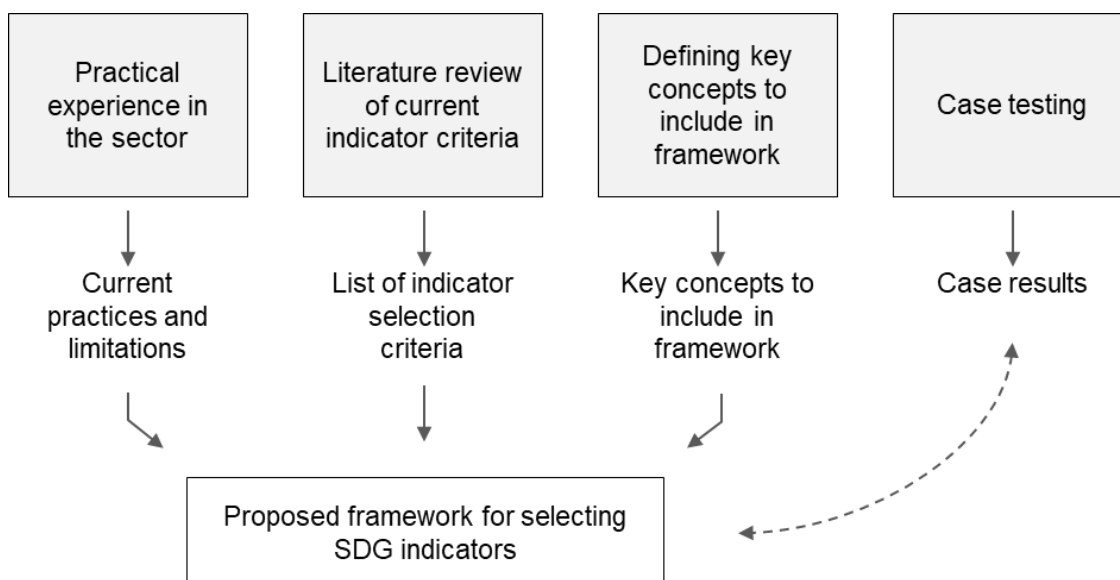 Practical
experience in
the sector
Literature review
of current
indicator criteria
Defining key
concepts to
include in
framework
Case testing
Current
practices and
limitations
List of indicator
selection
criteria
Key concepts to
include in
framework
Case results
Proposed framework for selecting
SDG indicators